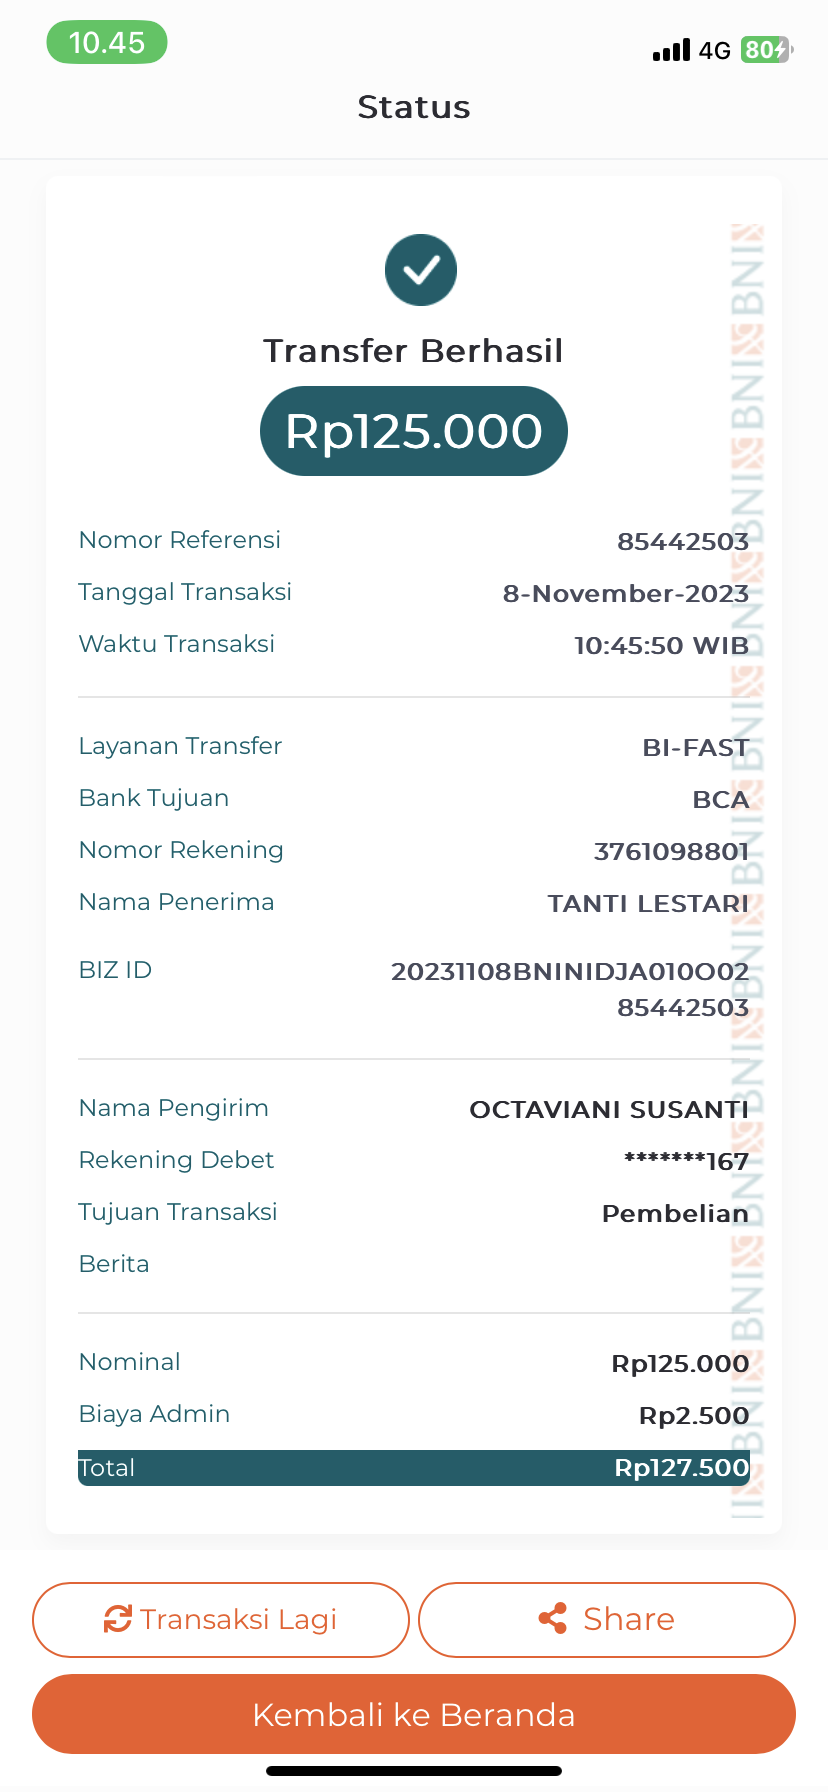 10.45
4G 80
Status
Transfer Berhasil
Rp125.000
Nomor Referensi 85442503
Tanggal Transaksi 8-November-2023
Waktu Transaksi 10:45:50 WIB
Layanan Transfer BI-FAST
Bank Tujuan BCA
Nomor Rekening 3761098801
Nama Penerima TANTI LESTARI
BIZ ID 20231108BNINIDJA010O02
85442503
Nama Pengirim OCTAVIANI SUSANTI
Rekening Debet *******167
Tujuan Transaksi Pembelian
Berita
Nominal Rp125.000
Biaya Admin Rp2.500
Total Rp127.500
BNI BNI BNI BNI BNI BNI BNI BNI BNI BNI BNI
Transaksi Lagi
Share
Kembali ke Beranda